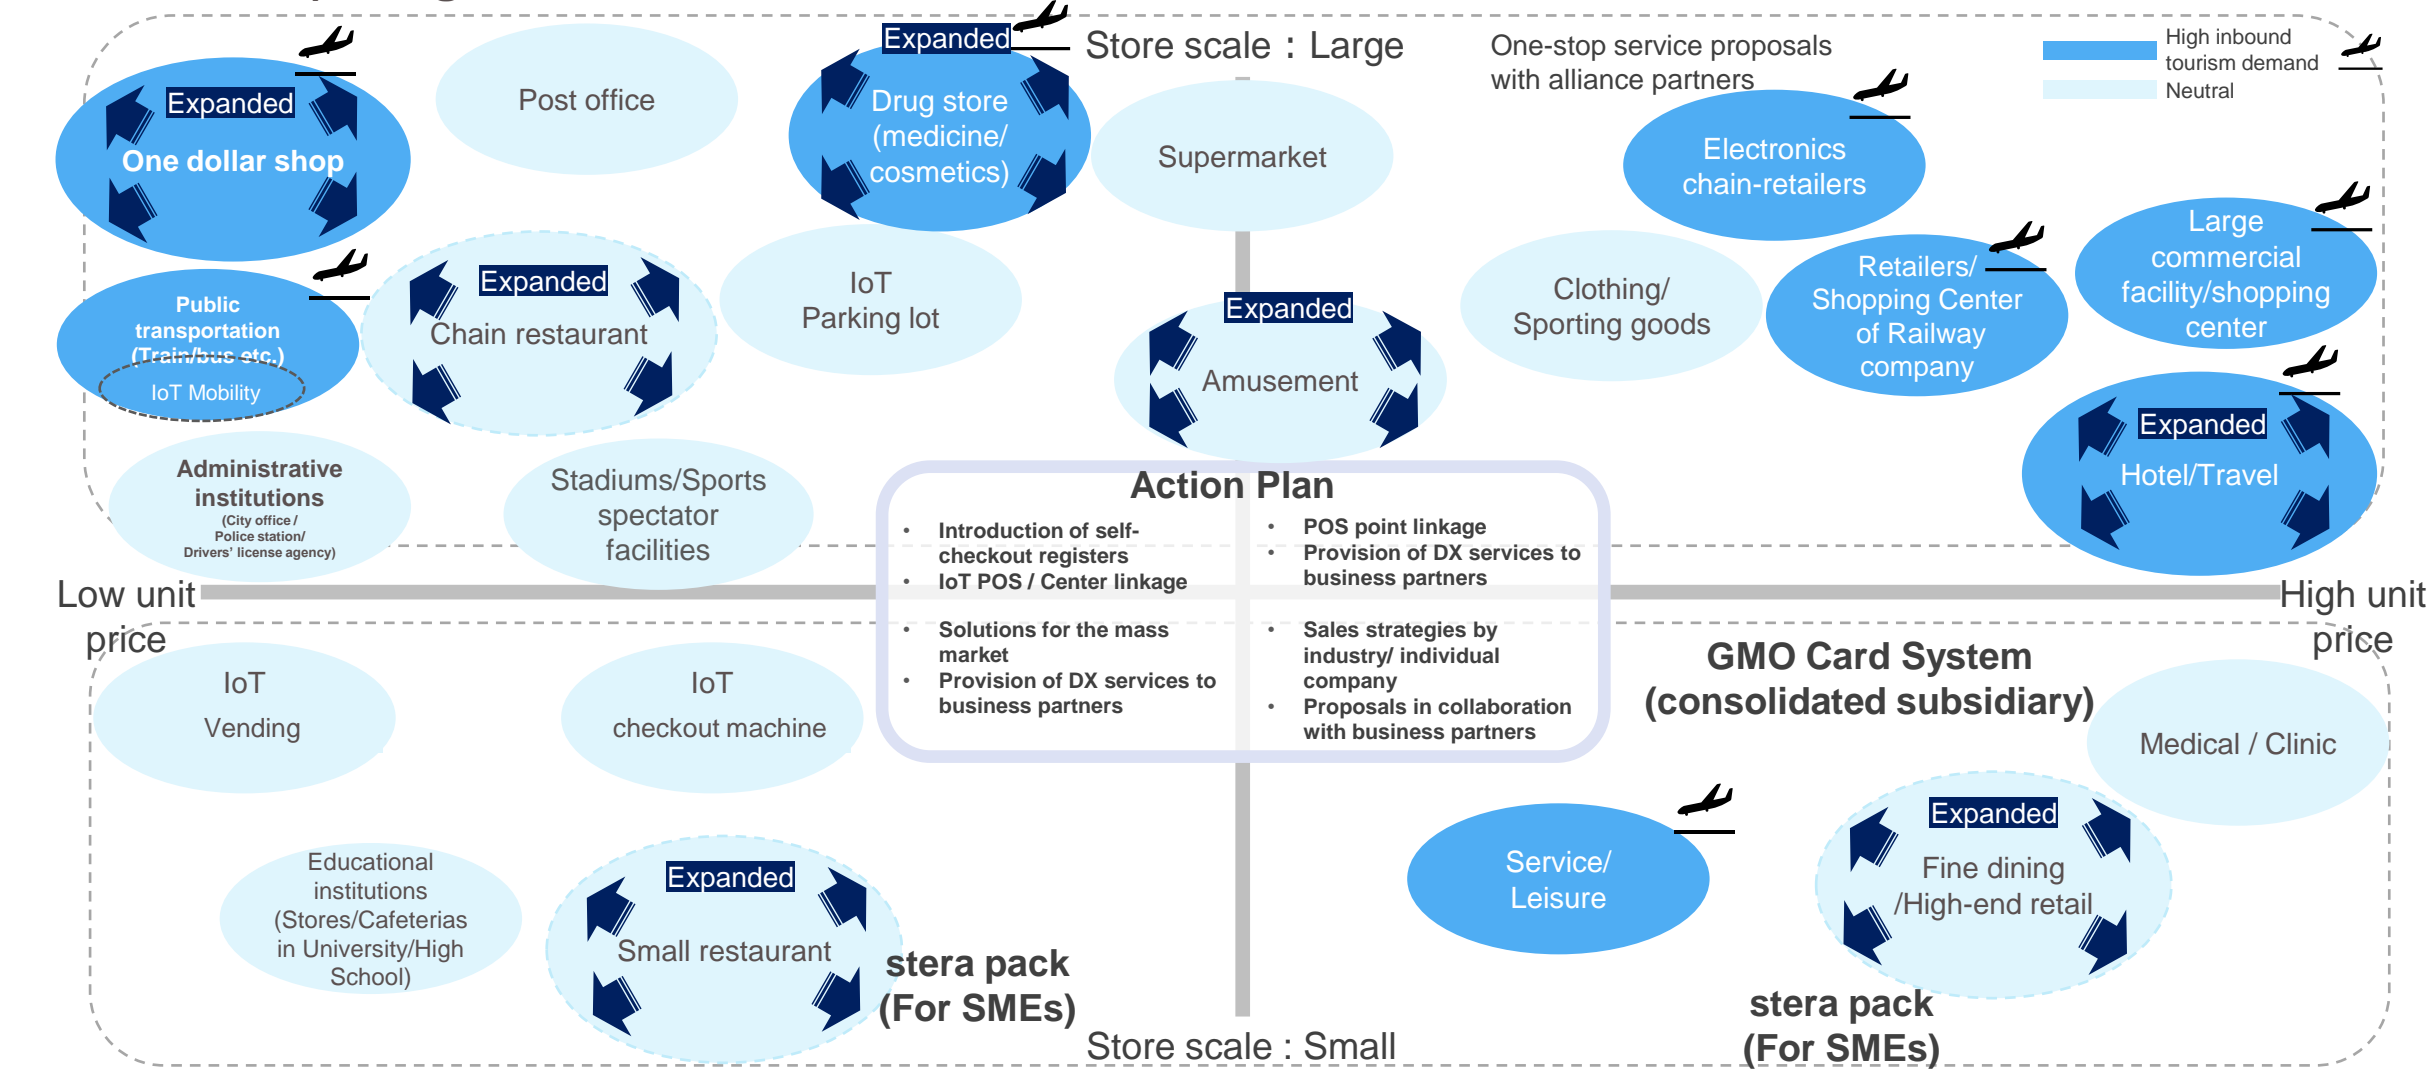 Store scale : Large
One-stop service proposals
with alliance partners
High inbound
tourism demand
Neutral
Expanded
One dollar shop
Post office
Expanded
Drug store
(medicine/
cosmetics)
Supermarket
Electronics
chain-retailers
Large
commercial
facility/shopping
center
Public
transportation
(Train/bus etc.)
IoT Mobility
Expanded
Chain restaurant
IoT
Parking lot
Expanded
Amusement
Clothing/
Sporting goods
Retailers/
Shopping Center
of Railway
company
Expanded
Hotel/Travel
Administrative
institutions
(City office /
Police station/
Drivers’ license agency)
Stadiums/Sports
spectator
facilities
Action Plan
• Introduction of self-
checkout registers
• IoT POS / Center linkage
• POS point linkage
• Provision of DX services to
business partners
Low unit
price
High unit
price
• Solutions for the mass
market
• Provision of DX services to
business partners
• Sales strategies by
industry/ individual
company
• Proposals in collaboration
with business partners
IoT
Vending
IoT
checkout machine
GMO Card System
(consolidated subsidiary)
Medical / Clinic
Educational
institutions
(Stores/Cafeterias
in University/High
School)
Expanded
Small restaurant
stera pack
(For SMEs)
Service/
Leisure
Expanded
Fine dining
/High-end retail
stera pack
(For SMEs)
Store scale : Small